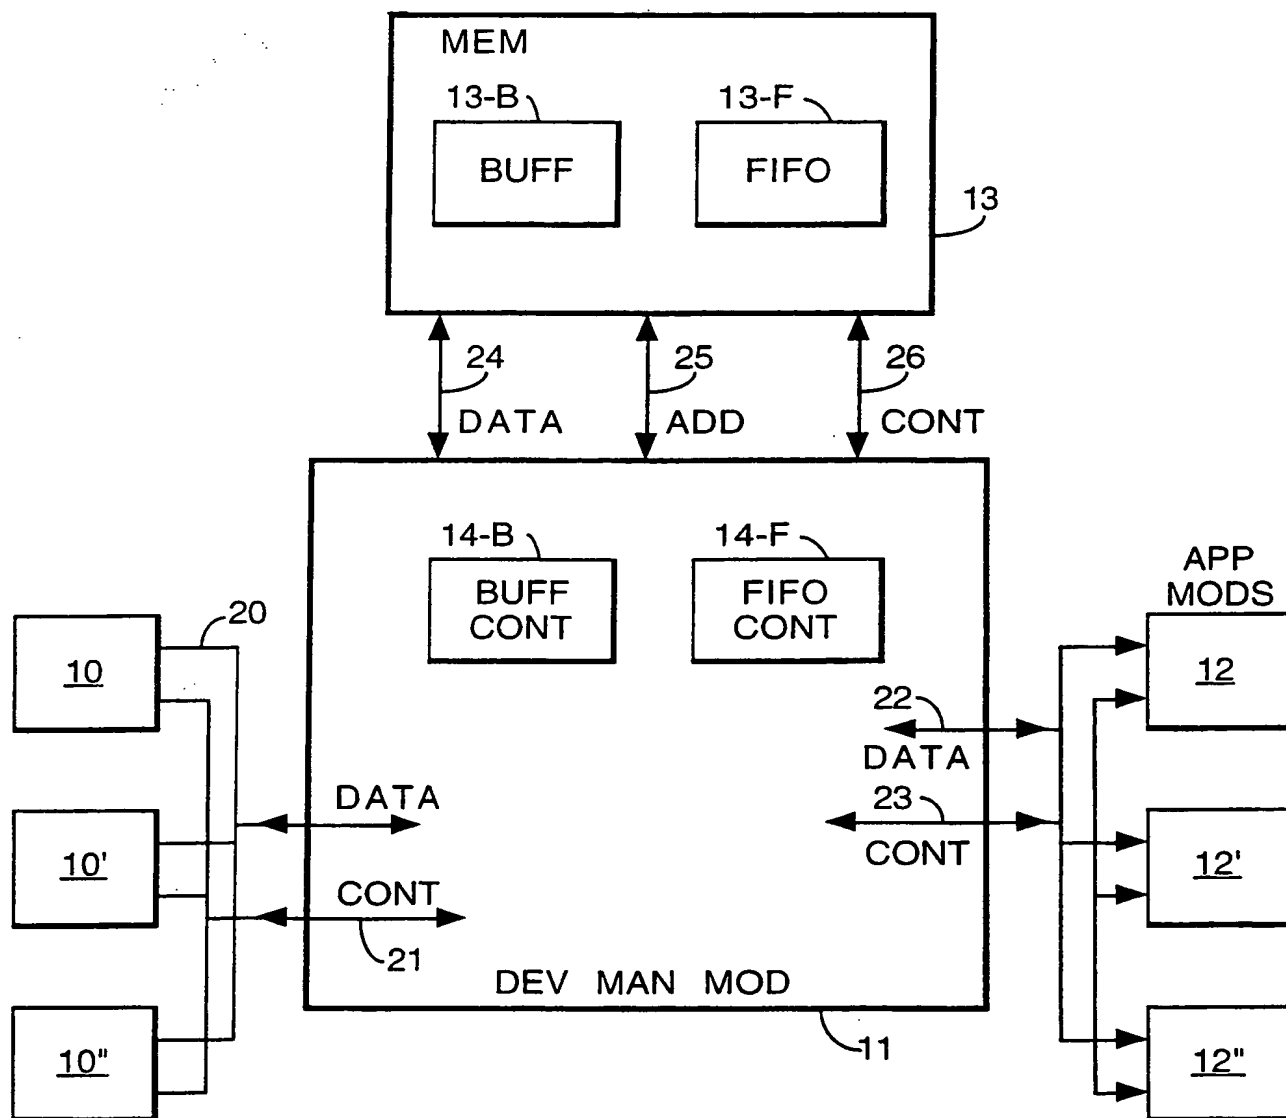 MEM
13-B
13-F
BUFF
FIFO
13
24
25
26
DATA
ADD
CONT
14-B
14-F
BUFF
CONT
FIFO
CONT
APP
MODS
20
10
12
22
DATA
DATA
23
CONT
10'
12'
CONT
21
DEV MAN MOD
10"
12"
11